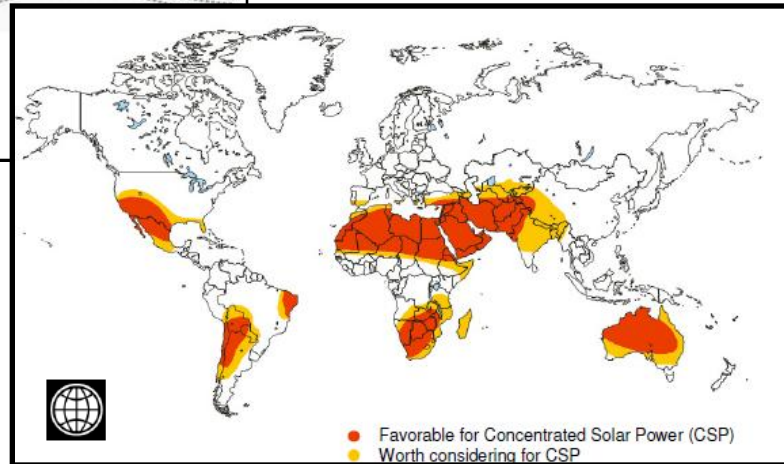 Favorable for Concentrated Solar Power (CSP)
Worth considering for CSP